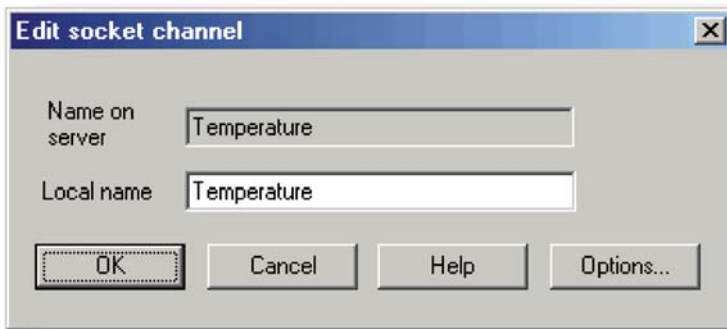 Edit socket channel
Name on
server
Temperature
Local name
Temperature
OK
Cancel
Help
Options...